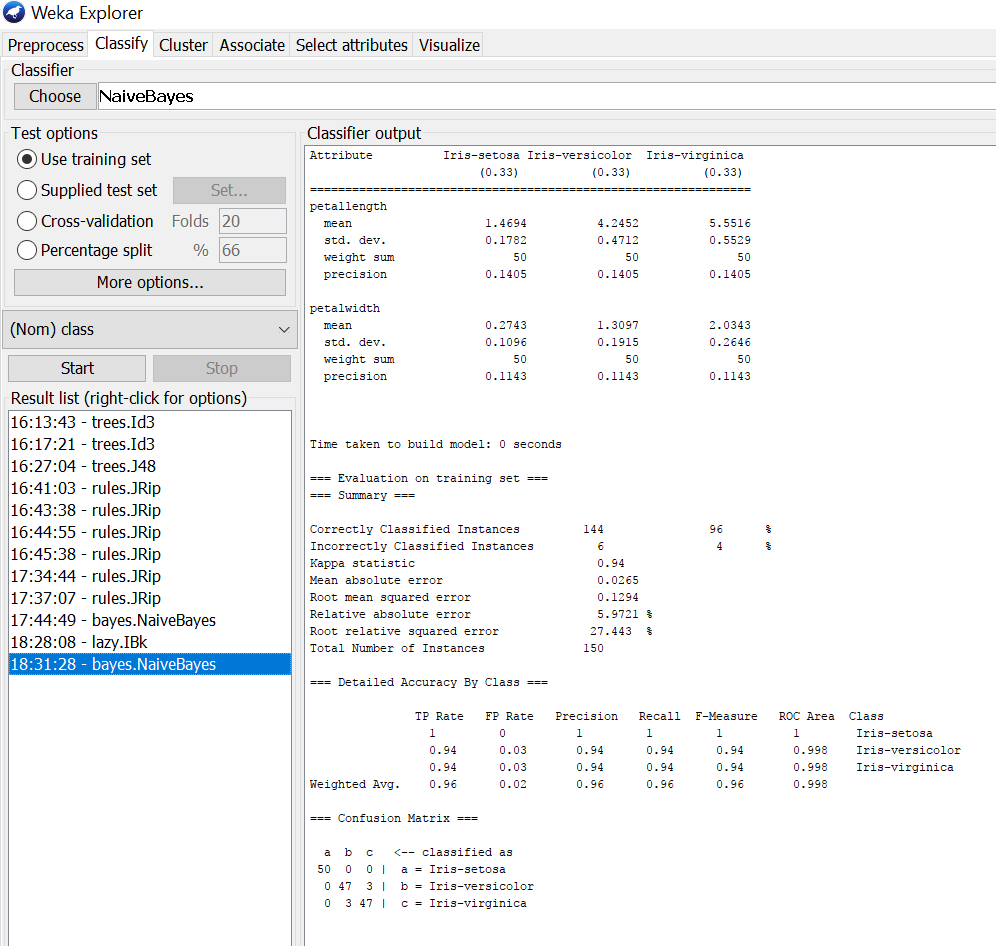 Weka Explorer
Preprocess Classify Cluster Associate Select attributes Visualize
Classifier
Choose NaiveBayes
Test options
Use training set
Supplied test set Set...
Cross-validation Folds 20
Percentage split % 66
More options...
(Nom) class
Start Stop
Result list (right-click for options)
16:13:43 - trees.Id3
16:17:21 - trees.Id3
16:27:04 - trees.J48
16:41:03 - rules.JRip
16:43:38 - rules.JRip
16:44:55 - rules.JRip
16:45:38 - rules.JRip
17:34:44 - rules.JRip
17:37:07 - rules.JRip
17:44:49 - bayes.NaiveBayes
18:28:08 - lazy.IBk
18:31:28 - bayes.NaiveBayes
Classifier output
Attribute Iris-setosa Iris-versicolor Iris-virginica
(0.33) (0.33) (0.33)
===============================================================
petallength
mean 1.4694 4.2452 5.5516
std. dev. 0.1782 0.4712 0.5529
weight sum 50 50 50
precision 0.1405 0.1405 0.1405
petalwidth
mean 0.2743 1.3097 2.0343
std. dev. 0.1096 0.1915 0.2646
weight sum 50 50 50
precision 0.1143 0.1143 0.1143
Time taken to build model: 0 seconds
=== Evaluation on training set ===
=== Summary ===
Correctly Classified Instances 144 96 %
Incorrectly Classified Instances 6 4 %
Kappa statistic 0.94
Mean absolute error 0.0265
Root mean squared error 0.1294
Relative absolute error 5.9721 %
Root relative squared error 27.443 %
Total Number of Instances 150
=== Detailed Accuracy By Class ===
TP Rate FP Rate Precision Recall F-Measure ROC Area Class
1 0 1 1 1 1 Iris-setosa
0.94 0.03 0.94 0.94 0.94 0.998 Iris-versicolor
0.94 0.03 0.94 0.94 0.94 0.998 Iris-virginica
Weighted Avg. 0.96 0.02 0.96 0.96 0.96 0.998
=== Confusion Matrix ===
a b c <-- classified as
50 0 0 | a = Iris-setosa
0 47 3 | b = Iris-versicolor
0 3 47 | c = Iris-virginica